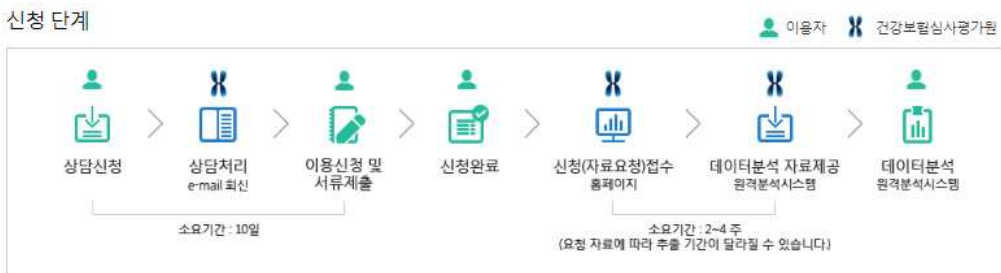 신청 단계
이용자
건강보험심사평가원
상담신청
상담처리
e-mail 회신
이용신청 및
서류제출
신청완료
신청(자료요청)접수
홈페이지
데이터분석 자료제공
원격분석시스템
데이터분석
원격분석시스템
소요기간 : 10일
소요기간 : 2~4 주
(요청 자료에 따라 추출 기간이 달라질 수 있습니다.)